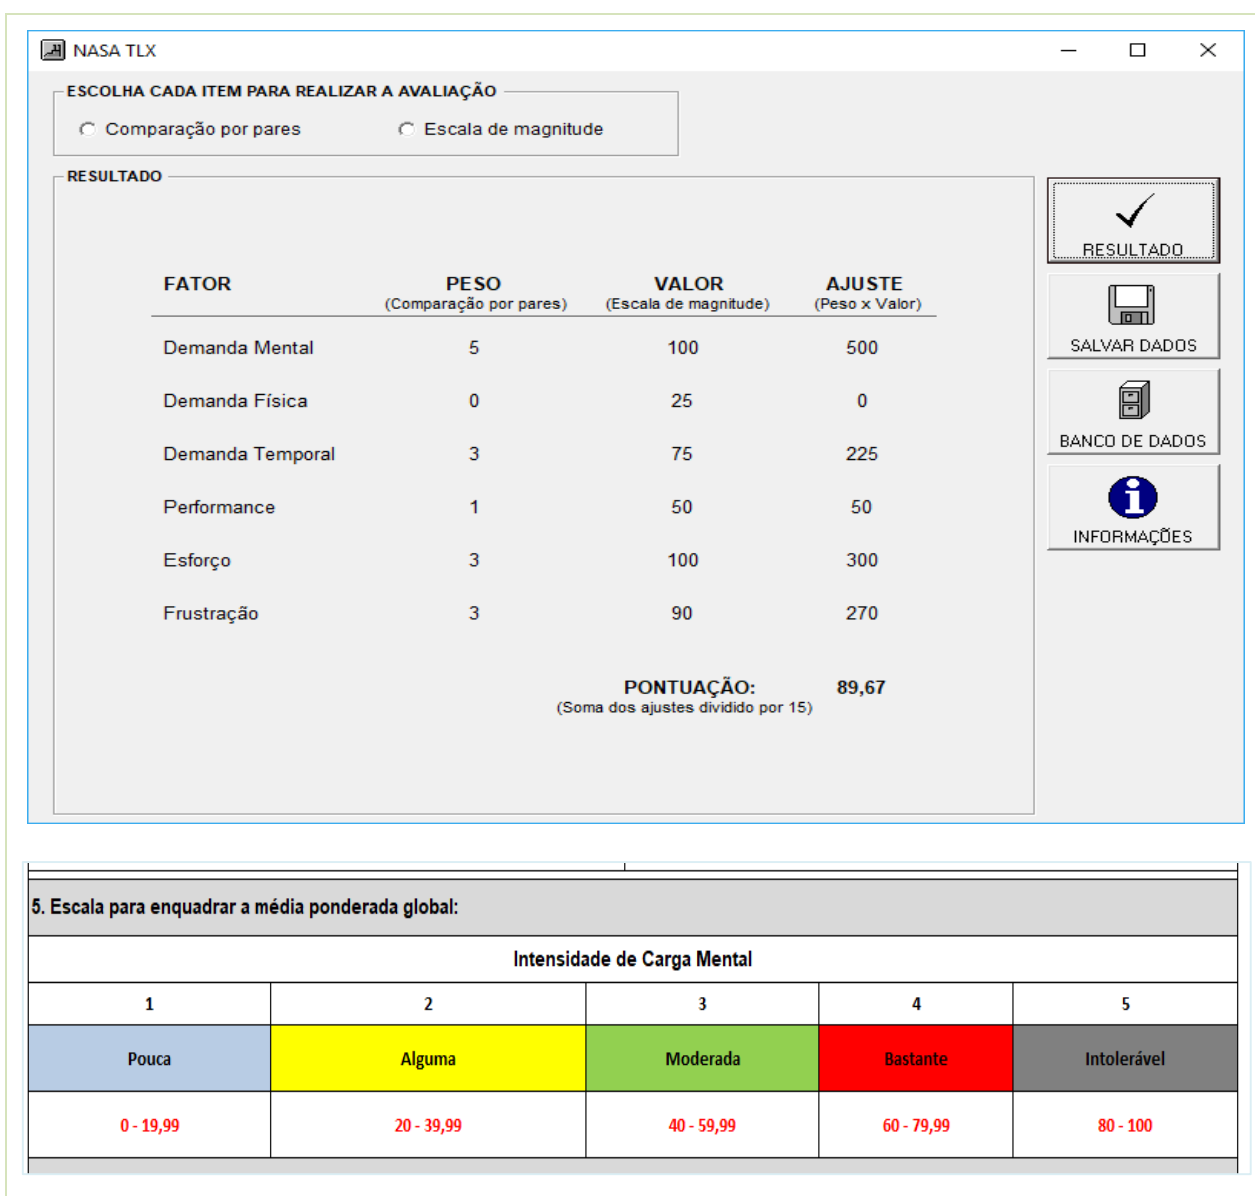 NASA TLX
ESCOLHA CADA ITEM PARA REALIZAR A AVALIAÇÃO
Comparação por pares Escala de magnitude
RESULTADO
RESULTADO
SALVAR DADOS
BANCO DE DADOS
INFORMAÇÕES
FATOR PESO VALOR AJUSTE
(Comparação por pares) (Escala de magnitude) (Peso x Valor)
Demanda Mental 5 100 500
Demanda Física 0 25 0
Demanda Temporal 3 75 225
Performance 1 50 50
Esforço 3 100 300
Frustração 3 90 270
PONTUAÇÃO: 89,67
(Soma dos ajustes dividido por 15)
5. Escala para enquadrar a média ponderada global:
Intensidade de Carga Mental
1 2 3 4 5
Pouca Alguma Moderada Bastante Intolerável
0 - 19,99 20 - 39,99 40 - 59,99 60 - 79,99 80 - 100